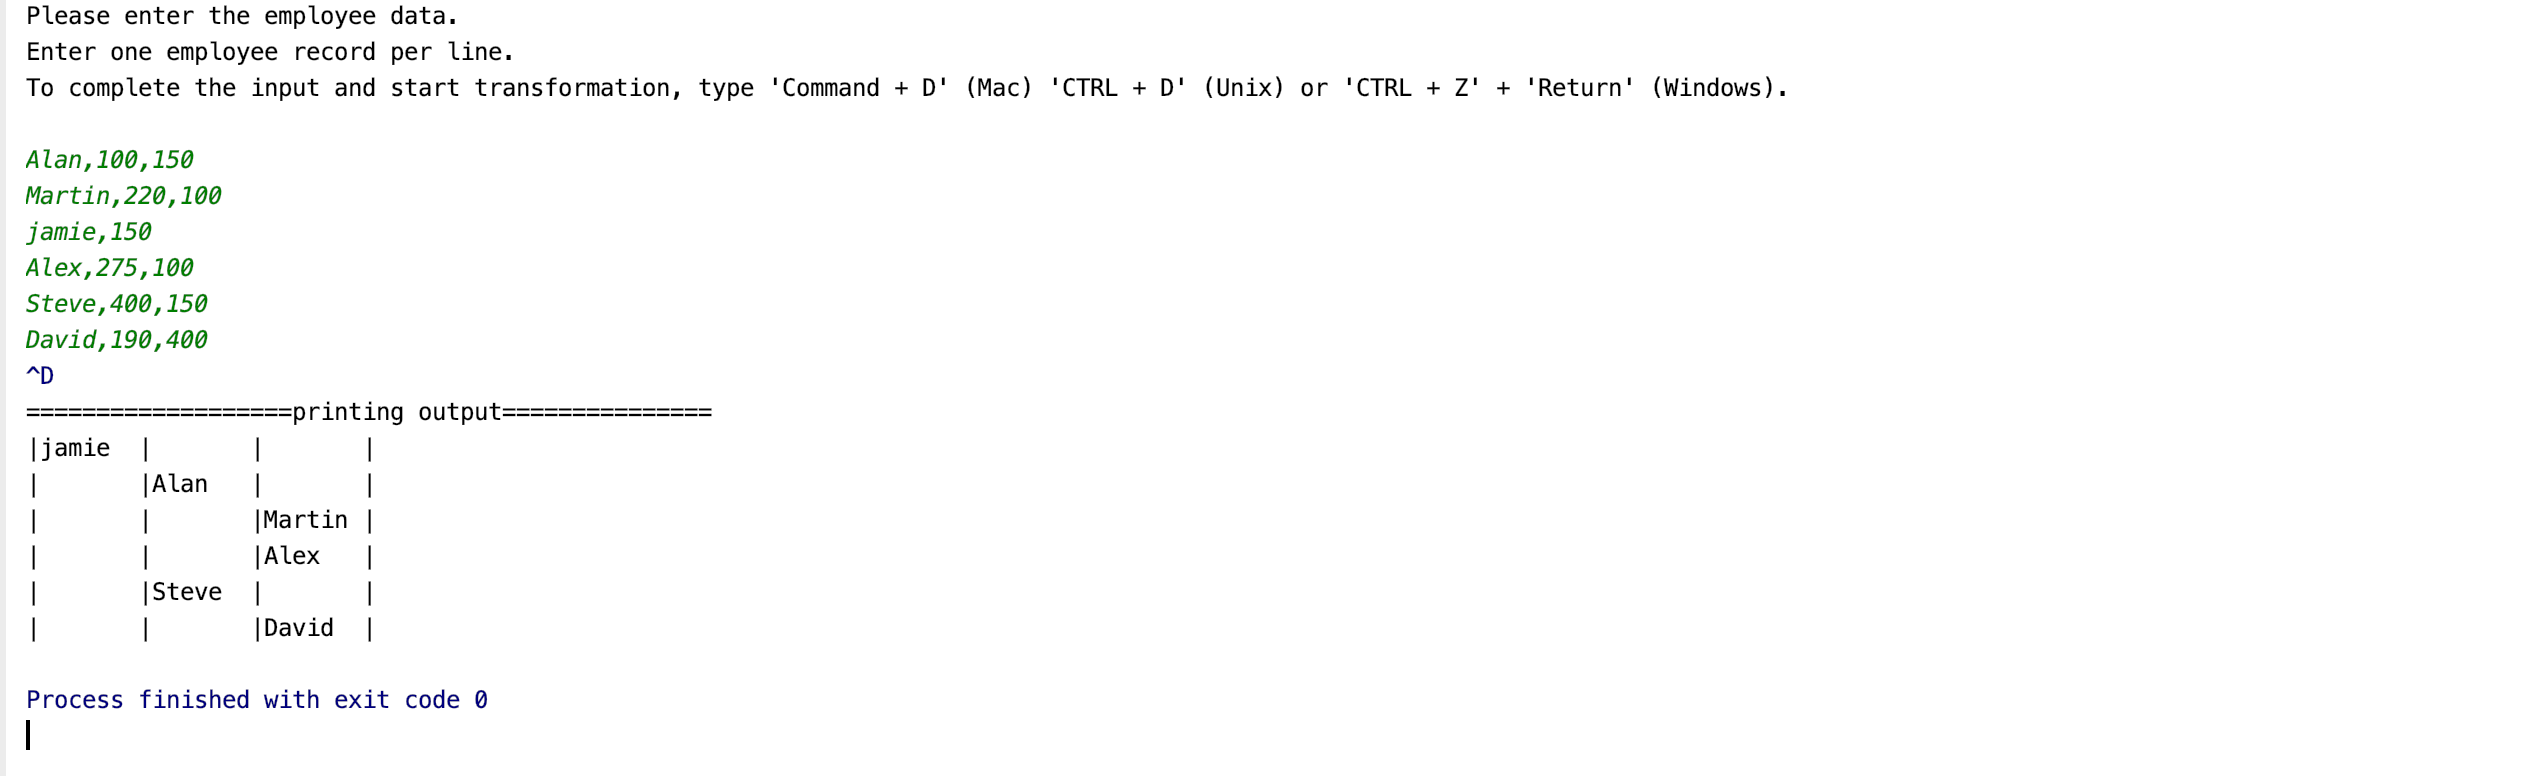 Please enter the employee data.
Enter one employee record per line.
To complete the input and start transformation, type 'Command + D' (Mac) 'CTRL + D' (Unix) or 'CTRL + Z' + 'Return' (Windows).
Alan,100,150
Martin,220,100
jamie,150
Alex,275,100
Steve,400,150
David,190,400
^D
===================printing output===============
|jamie  |       |       |
|       |Alan   |       |
|       |       |Martin |
|       |       |Alex   |
|       |Steve  |       |
|       |       |David  |
Process finished with exit code 0